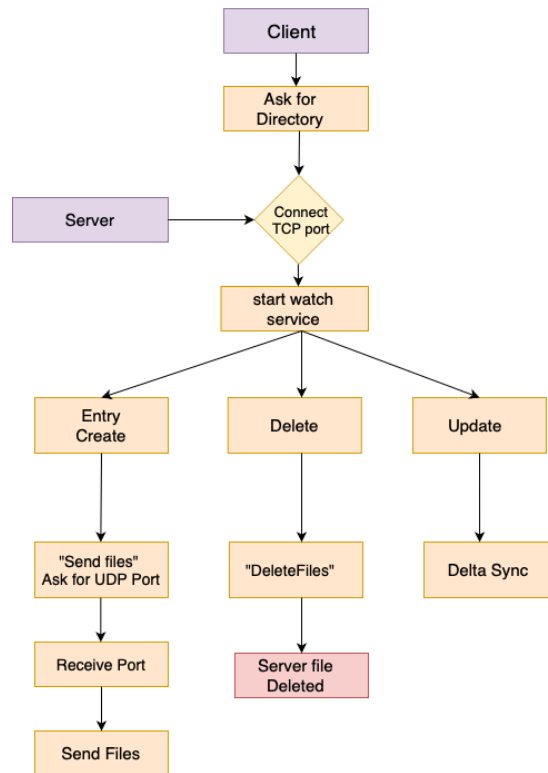 Client
Ask for
Directory
Server
Connect
TCP port
start watch
service
Entry
Create
Delete
Update
"Send files"
Ask for UDP Port
"DeleteFiles"
Delta Sync
Receive Port
Server file
Deleted
Send Files